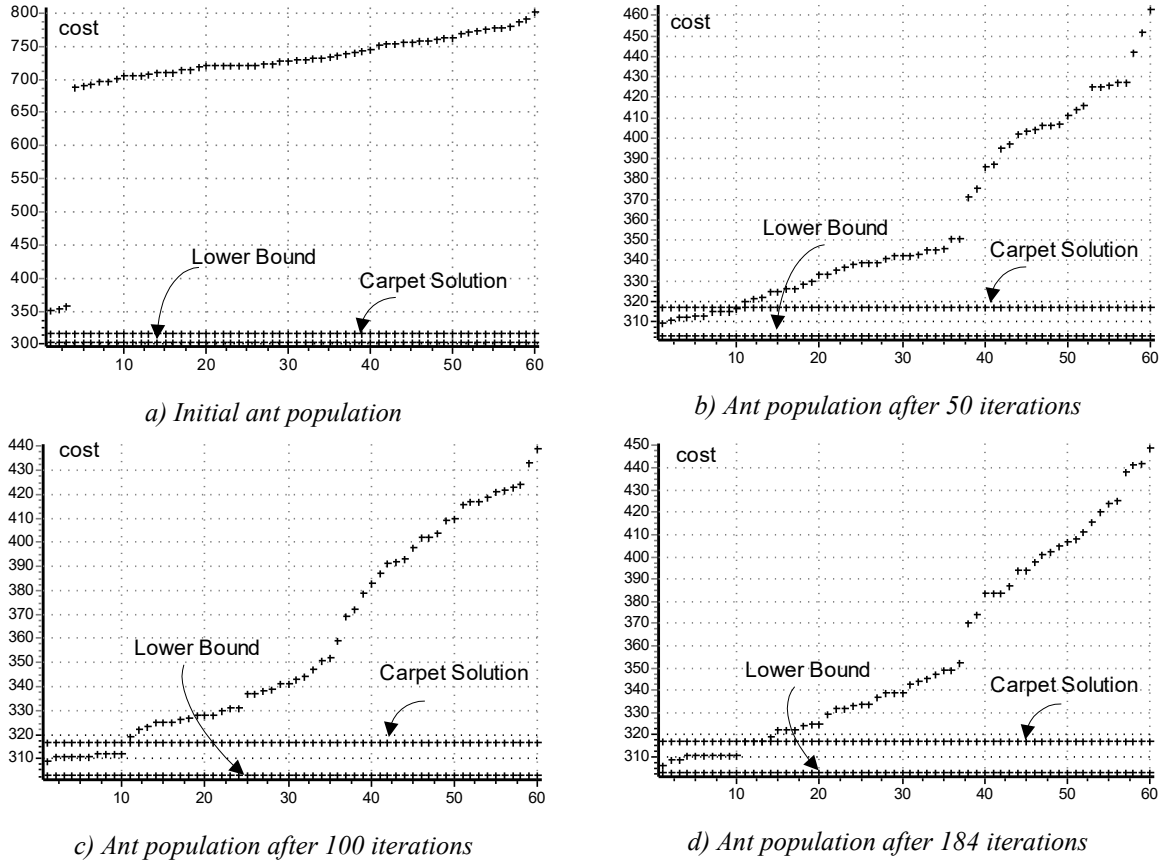 800
cost
750
700
650
600
550
500
450
Lower Bound
400
Carpet Solution
350
300
10 20 30 40 50 60
a) Initial ant population
460
cost
450
440
430
420
410
400
390
380
370
360
350
Lower Bound
Carpet Solution
340
330
320
310
10 20 30 40 50 60
b) Ant population after 50 iterations
440
cost
430
420
410
400
390
380
370
360
Lower Bound
350
Carpet Solution
340
330
320
310
10 20 30 40 50 60
c) Ant population after 100 iterations
450
cost
440
430
420
410
400
390
380
370
360
Lower Bound
350
Carpet Solution
340
330
320
310
10 20 30 40 50 60
d) Ant population after 184 iterations